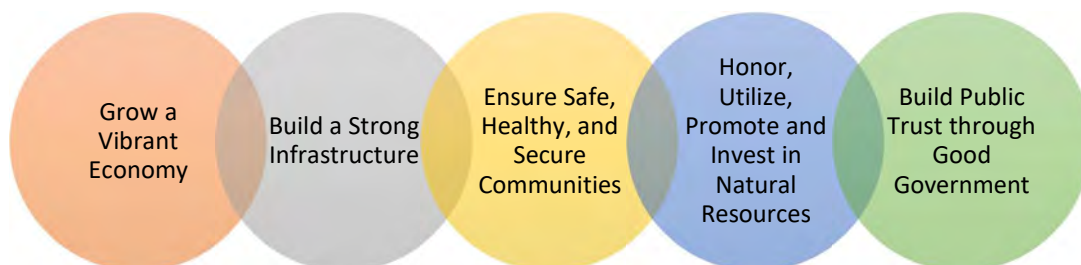 Grow a
Vibrant
Economy
Build a Strong
Infrastructure
Ensure Safe,
Healthy, and
Secure
Communities
Honor,
Utilize,
Promote and
Invest in
Natural
Resources
Build Public
Trust through
Good
Government